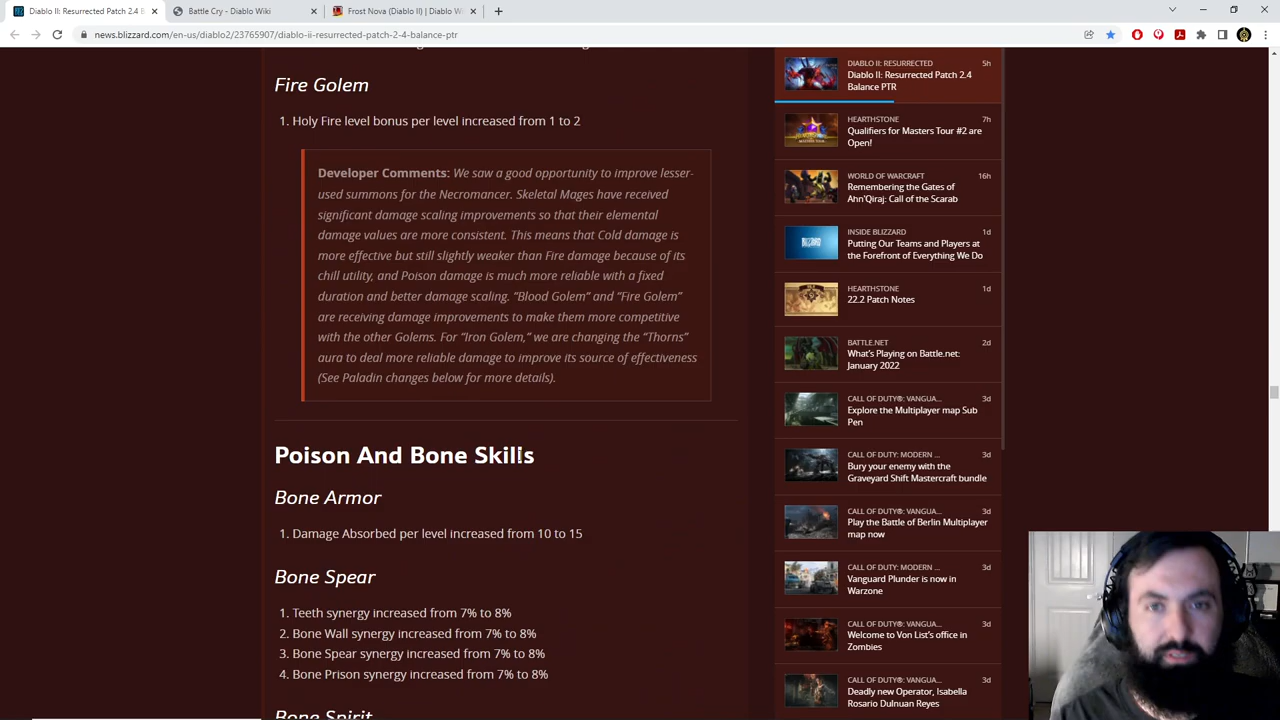 Diablo II: Resurrected Patch 2.4 B
Battle Cry - Diablo Wiki
Frost Nova (Diablo II) | Diablo W
news.blizzard.com/en-us/diablo2/23765907/diablo-ii-resurrected-patch-2-4-balance-ptr
Fire Golem
1. Holy Fire level bonus per level increased from 1 to 2
Developer Comments: We saw a good opportunity to improve lesser-
used summons for the Necromancer. Skeletal Mages have received
significant damage scaling improvements so that their elemental
damage values are more consistent. This means that Cold damage is
more effective but still slightly weaker than Fire damage because of its
chill utility, and Poison damage is much more reliable with a fixed
duration and better damage scaling. "Blood Golem" and "Fire Golem"
are receiving damage improvements to make them more competitive
with the other Golems. For "Iron Golem," we are changing the "Thorns"
aura to deal more reliable damage to improve its source of effectiveness
(See Paladin changes below for more details).
Poison And Bone Skills
Bone Armor
1. Damage Absorbed per level increased from 10 to 15
Bone Spear
1. Teeth synergy increased from 7% to 8%
2. Bone Wall synergy increased from 7% to 8%
3. Bone Spear synergy increased from 7% to 8%
4. Bone Prison synergy increased from 7% to 8%
Bone Spirit
DIABLO II: RESURRECTED 5h
Diablo II: Resurrected Patch 2.4
Balance PTR
HEARTHSTONE 7h
Qualifiers for Masters Tour #2 are
Open!
WORLD OF WARCRAFT 16h
Remembering the Gates of
Ahn'Qiraj: Call of the Scarab
INSIDE BLIZZARD 1d
Putting Our Teams and Players at
the Forefront of Everything We Do
HEARTHSTONE 1d
22.2 Patch Notes
BATTLE.NET 2d
What's Playing on Battle.net:
January 2022
CALL OF DUTY®: VANGUA... 3d
Explore the Multiplayer map Sub
Pen
CALL OF DUTY: MODERN ... 3d
Bury your enemy with the
Graveyard Shift Mastercraft bundle
CALL OF DUTY®: VANGUA... 3d
Play the Battle of Berlin Multiplayer
map now
CALL OF DUTY: MODERN ... 3d
Vanguard Plunder is now in
Warzone
CALL OF DUTY®: VANGUA... 3d
Welcome to Von List's office in
Zombies
CALL OF DUTY®: VANGUA... 3d
Deadly new Operator, Isabella
Rosario Dulnuan Reyes